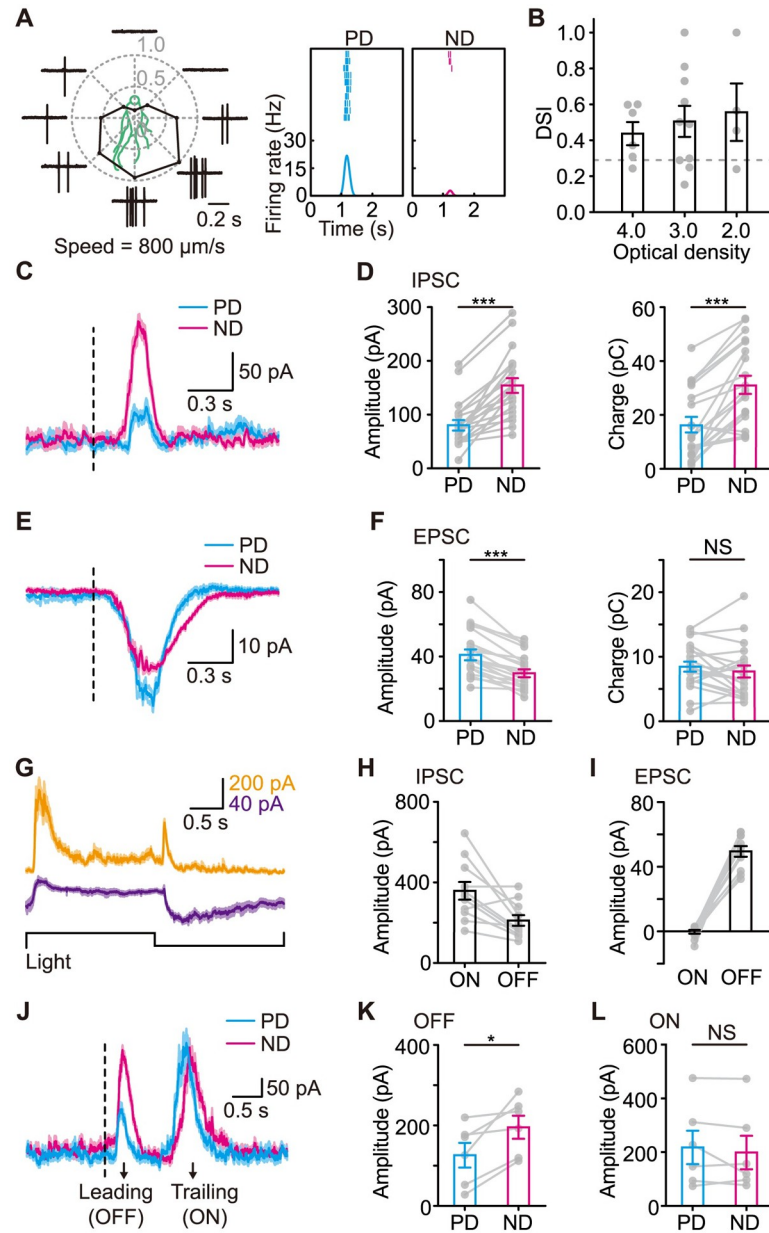 A
1.0
0.5
0.2 s
Speed = 800 µm/s
PD
ND
Firing rate (Hz)
30
15
0
0
2
0
2
Time (s)
B
DSI
1.0
0.8
0.6
0.4
0.2
0.0
4.0
3.0
2.0
Optical density
C
PD
ND
50 pA
0.3 s
D
IPSC
Amplitude (pA)
300
200
100
0
***
PD
ND
Charge (pC)
60
40
20
0
***
PD
ND
E
PD
ND
10 pA
0.3 s
F
EPSC
Amplitude (pA)
80
40
0
***
PD
ND
Charge (pC)
20
10
0
NS
PD
ND
G
200 pA
40 pA
0.5 s
Light
H
IPSC
Amplitude (pA)
800
400
0
ON
OFF
I
EPSC
Amplitude (pA)
80
40
0
ON
OFF
J
PD
ND
50 pA
0.5 s
Leading
(OFF)
Trailing
(ON)
K
OFF
Amplitude (pA)
400
200
0
*
PD
ND
L
ON
Amplitude (pA)
600
400
200
0
NS
PD
ND